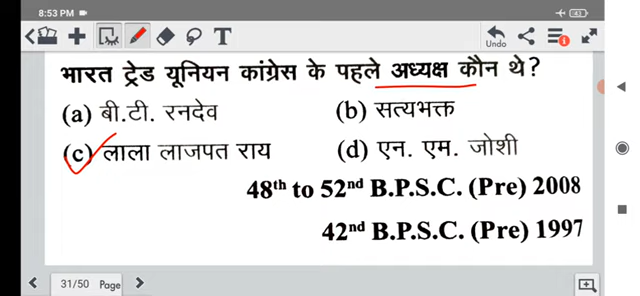 8:53 PM
43
Undo
T
भारत ट्रेड यूनियन कांग्रेस के पहले अध्यक्ष कौन थे?
(a) बी.टी. रनदेव (b) सत्यभक्त
(c) लाला लाजपत राय (d) एन. एम. जोशी
48th to 52nd B.P.S.C. (Pre) 2008
42nd B.P.S.C. (Pre) 1997
31/50 Page